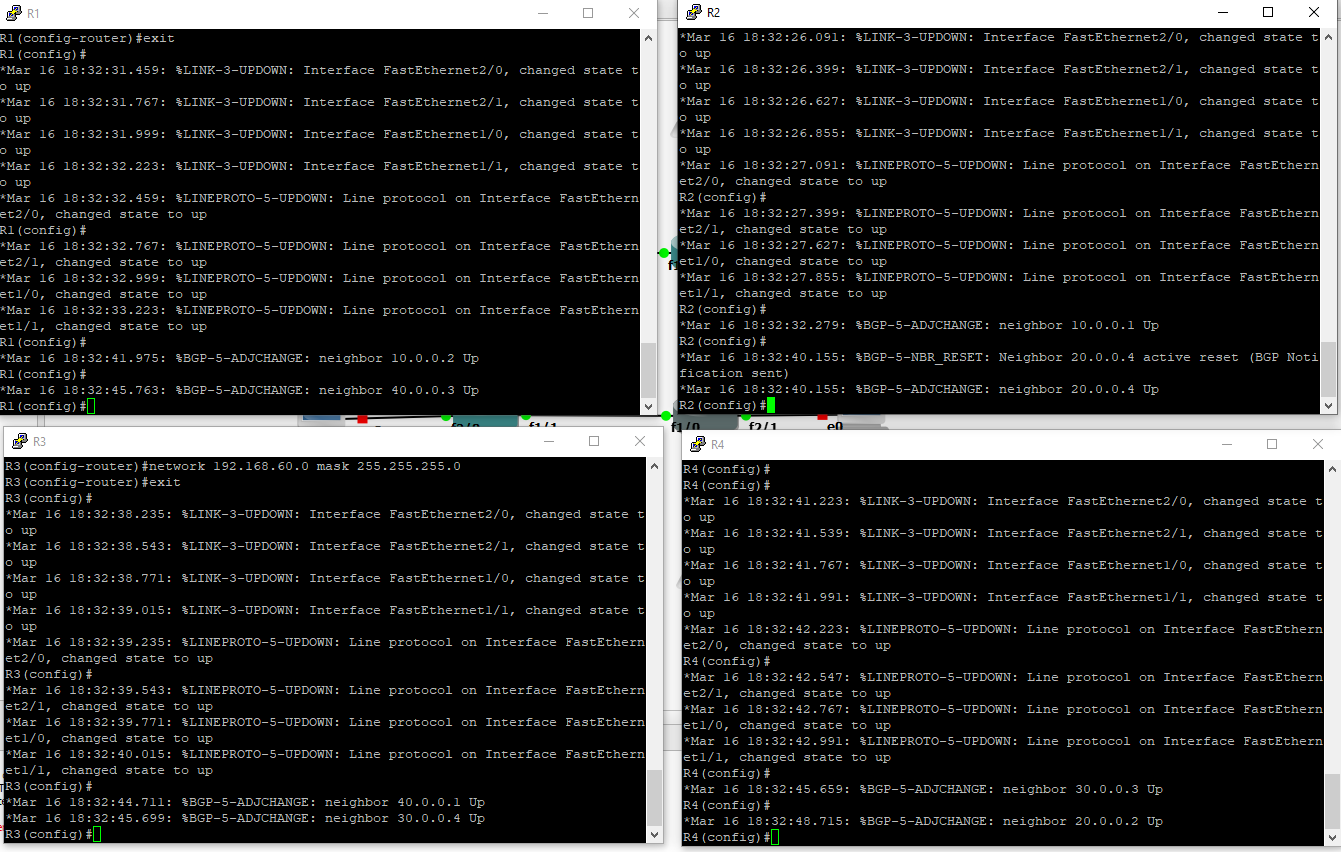 R1
R1(config-router)#exit
R1(config)#
*Mar 16 18:32:31.459: %LINK-3-UPDOWN: Interface FastEthernet2/0, changed state t
o up
*Mar 16 18:32:31.767: %LINK-3-UPDOWN: Interface FastEthernet2/1, changed state t
o up
*Mar 16 18:32:31.999: %LINK-3-UPDOWN: Interface FastEthernet1/0, changed state t
o up
*Mar 16 18:32:32.223: %LINK-3-UPDOWN: Interface FastEthernet1/1, changed state t
o up
*Mar 16 18:32:32.459: %LINEPROTO-5-UPDOWN: Line protocol on Interface FastEthern
et2/0, changed state to up
R1(config)#
*Mar 16 18:32:32.767: %LINEPROTO-5-UPDOWN: Line protocol on Interface FastEthern
et2/1, changed state to up
*Mar 16 18:32:32.999: %LINEPROTO-5-UPDOWN: Line protocol on Interface FastEthern
et1/0, changed state to up
*Mar 16 18:32:33.223: %LINEPROTO-5-UPDOWN: Line protocol on Interface FastEthern
et1/1, changed state to up
R1(config)#
*Mar 16 18:32:41.975: %BGP-5-ADJCHANGE: neighbor 10.0.0.2 Up
R1(config)#
*Mar 16 18:32:45.763: %BGP-5-ADJCHANGE: neighbor 40.0.0.3 Up
R1(config)#
R2
*Mar 16 18:32:26.091: %LINK-3-UPDOWN: Interface FastEthernet2/0, changed state t
o up
*Mar 16 18:32:26.399: %LINK-3-UPDOWN: Interface FastEthernet2/1, changed state t
o up
*Mar 16 18:32:26.627: %LINK-3-UPDOWN: Interface FastEthernet1/0, changed state t
o up
*Mar 16 18:32:26.855: %LINK-3-UPDOWN: Interface FastEthernet1/1, changed state t
o up
*Mar 16 18:32:27.091: %LINEPROTO-5-UPDOWN: Line protocol on Interface FastEthern
et2/0, changed state to up
R2(config)#
*Mar 16 18:32:27.399: %LINEPROTO-5-UPDOWN: Line protocol on Interface FastEthern
et2/1, changed state to up
*Mar 16 18:32:27.627: %LINEPROTO-5-UPDOWN: Line protocol on Interface FastEthern
et1/0, changed state to up
*Mar 16 18:32:27.855: %LINEPROTO-5-UPDOWN: Line protocol on Interface FastEthern
et1/1, changed state to up
R2(config)#
*Mar 16 18:32:32.279: %BGP-5-ADJCHANGE: neighbor 10.0.0.1 Up
R2(config)#
*Mar 16 18:32:40.155: %BGP-5-NBR_RESET: Neighbor 20.0.0.4 active reset (BGP Noti
fication sent)
*Mar 16 18:32:40.155: %BGP-5-ADJCHANGE: neighbor 20.0.0.4 Up
R2(config)#
f1/1
f1/0
f2/1
e0
R3
R3(config-router)#network 192.168.60.0 mask 255.255.255.0
R3(config-router)#exit
R3(config)#
*Mar 16 18:32:38.235: %LINK-3-UPDOWN: Interface FastEthernet2/0, changed state t
o up
*Mar 16 18:32:38.543: %LINK-3-UPDOWN: Interface FastEthernet2/1, changed state t
o up
*Mar 16 18:32:38.771: %LINK-3-UPDOWN: Interface FastEthernet1/0, changed state t
o up
*Mar 16 18:32:39.015: %LINK-3-UPDOWN: Interface FastEthernet1/1, changed state t
o up
*Mar 16 18:32:39.235: %LINEPROTO-5-UPDOWN: Line protocol on Interface FastEthern
et2/0, changed state to up
R3(config)#
*Mar 16 18:32:39.543: %LINEPROTO-5-UPDOWN: Line protocol on Interface FastEthern
et2/1, changed state to up
*Mar 16 18:32:39.771: %LINEPROTO-5-UPDOWN: Line protocol on Interface FastEthern
et1/0, changed state to up
*Mar 16 18:32:40.015: %LINEPROTO-5-UPDOWN: Line protocol on Interface FastEthern
et1/1, changed state to up
R3(config)#
*Mar 16 18:32:44.711: %BGP-5-ADJCHANGE: neighbor 40.0.0.1 Up
*Mar 16 18:32:45.699: %BGP-5-ADJCHANGE: neighbor 30.0.0.4 Up
R3(config)#
R4
R4(config)#
R4(config)#
*Mar 16 18:32:41.223: %LINK-3-UPDOWN: Interface FastEthernet2/0, changed state t
o up
*Mar 16 18:32:41.539: %LINK-3-UPDOWN: Interface FastEthernet2/1, changed state t
o up
*Mar 16 18:32:41.767: %LINK-3-UPDOWN: Interface FastEthernet1/0, changed state t
o up
*Mar 16 18:32:41.991: %LINK-3-UPDOWN: Interface FastEthernet1/1, changed state t
o up
*Mar 16 18:32:42.223: %LINEPROTO-5-UPDOWN: Line protocol on Interface FastEthern
et2/0, changed state to up
R4(config)#
*Mar 16 18:32:42.547: %LINEPROTO-5-UPDOWN: Line protocol on Interface FastEthern
et2/1, changed state to up
*Mar 16 18:32:42.767: %LINEPROTO-5-UPDOWN: Line protocol on Interface FastEthern
et1/0, changed state to up
*Mar 16 18:32:42.991: %LINEPROTO-5-UPDOWN: Line protocol on Interface FastEthern
et1/1, changed state to up
R4(config)#
*Mar 16 18:32:45.659: %BGP-5-ADJCHANGE: neighbor 30.0.0.3 Up
R4(config)#
*Mar 16 18:32:48.715: %BGP-5-ADJCHANGE: neighbor 20.0.0.2 Up
R4(config)#